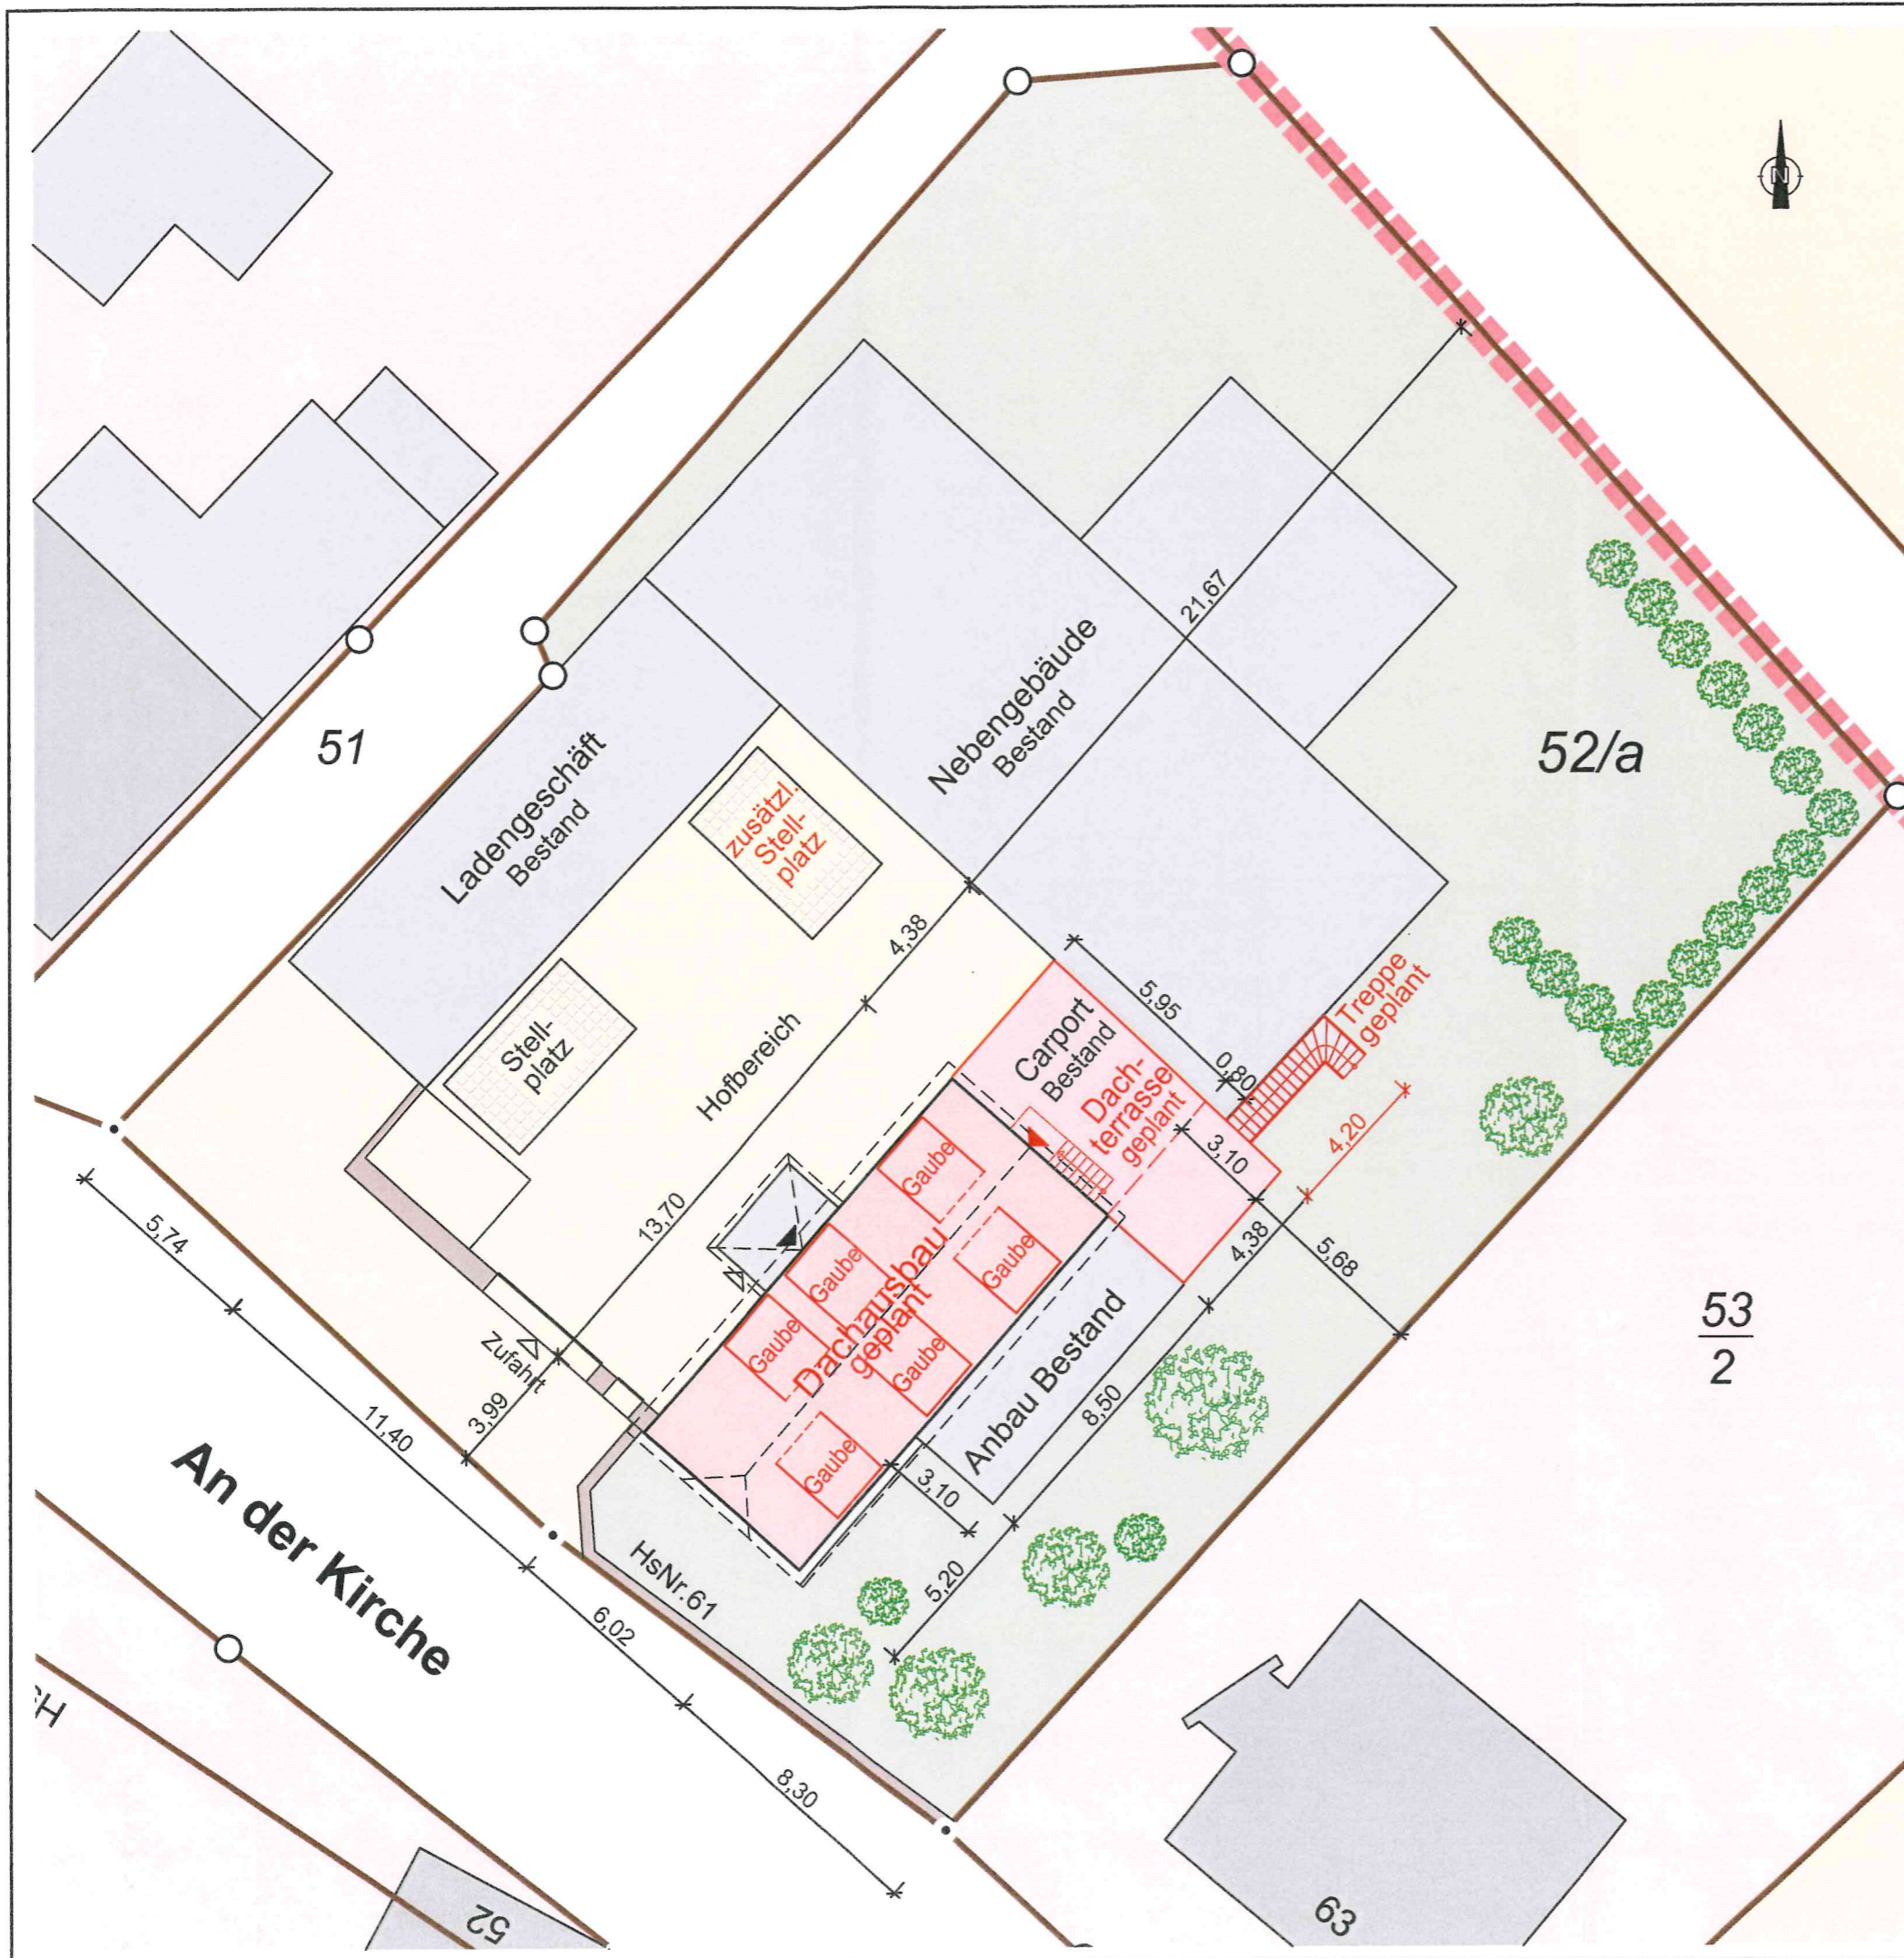 N
21,67
Nebengebäude
Bestand
52/a
51
Ladengeschäft
Bestand
zusätzl.
Stell-
platz
4,38
5,95
Treppe
geplant
Stell-
platz
Hofbereich
Carport
Bestand
0,80
Dach-
terrasse
geplant
3,10
4,20
13,70
Gaube
Gaube
Gaube
Gaube
Gaube
Gaube
Dachausbau
geplant
4,38
5,68
5,74
Zufahrt
3,99
11,40
Anbau Bestand
8,50
53
2
3,10
An der Kirche
HsNr.61
5,20
6,02
8,30
52
63